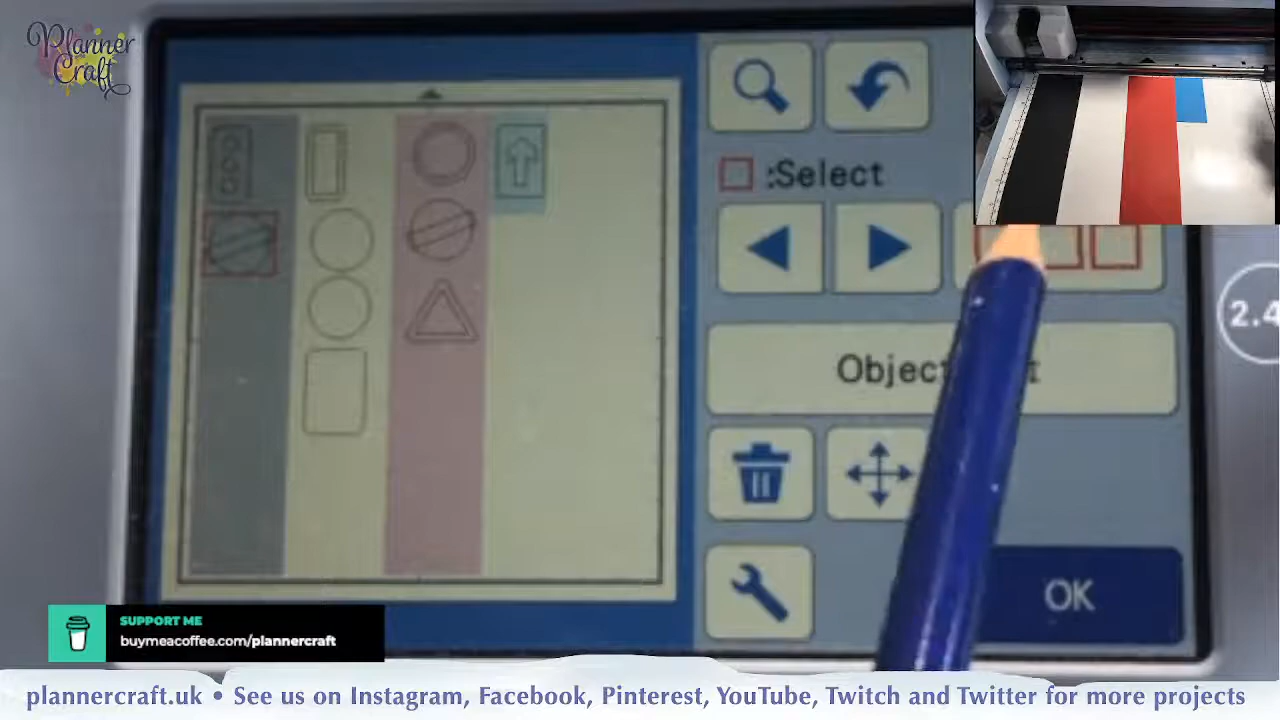 Planner
Craft
:Select
Object
OK
2.4
SUPPORT ME
buymeacoffee.com/plannercraft
plannercraft.uk • See us on Instagram, Facebook, Pinterest, YouTube, Twitch and Twitter for more projects